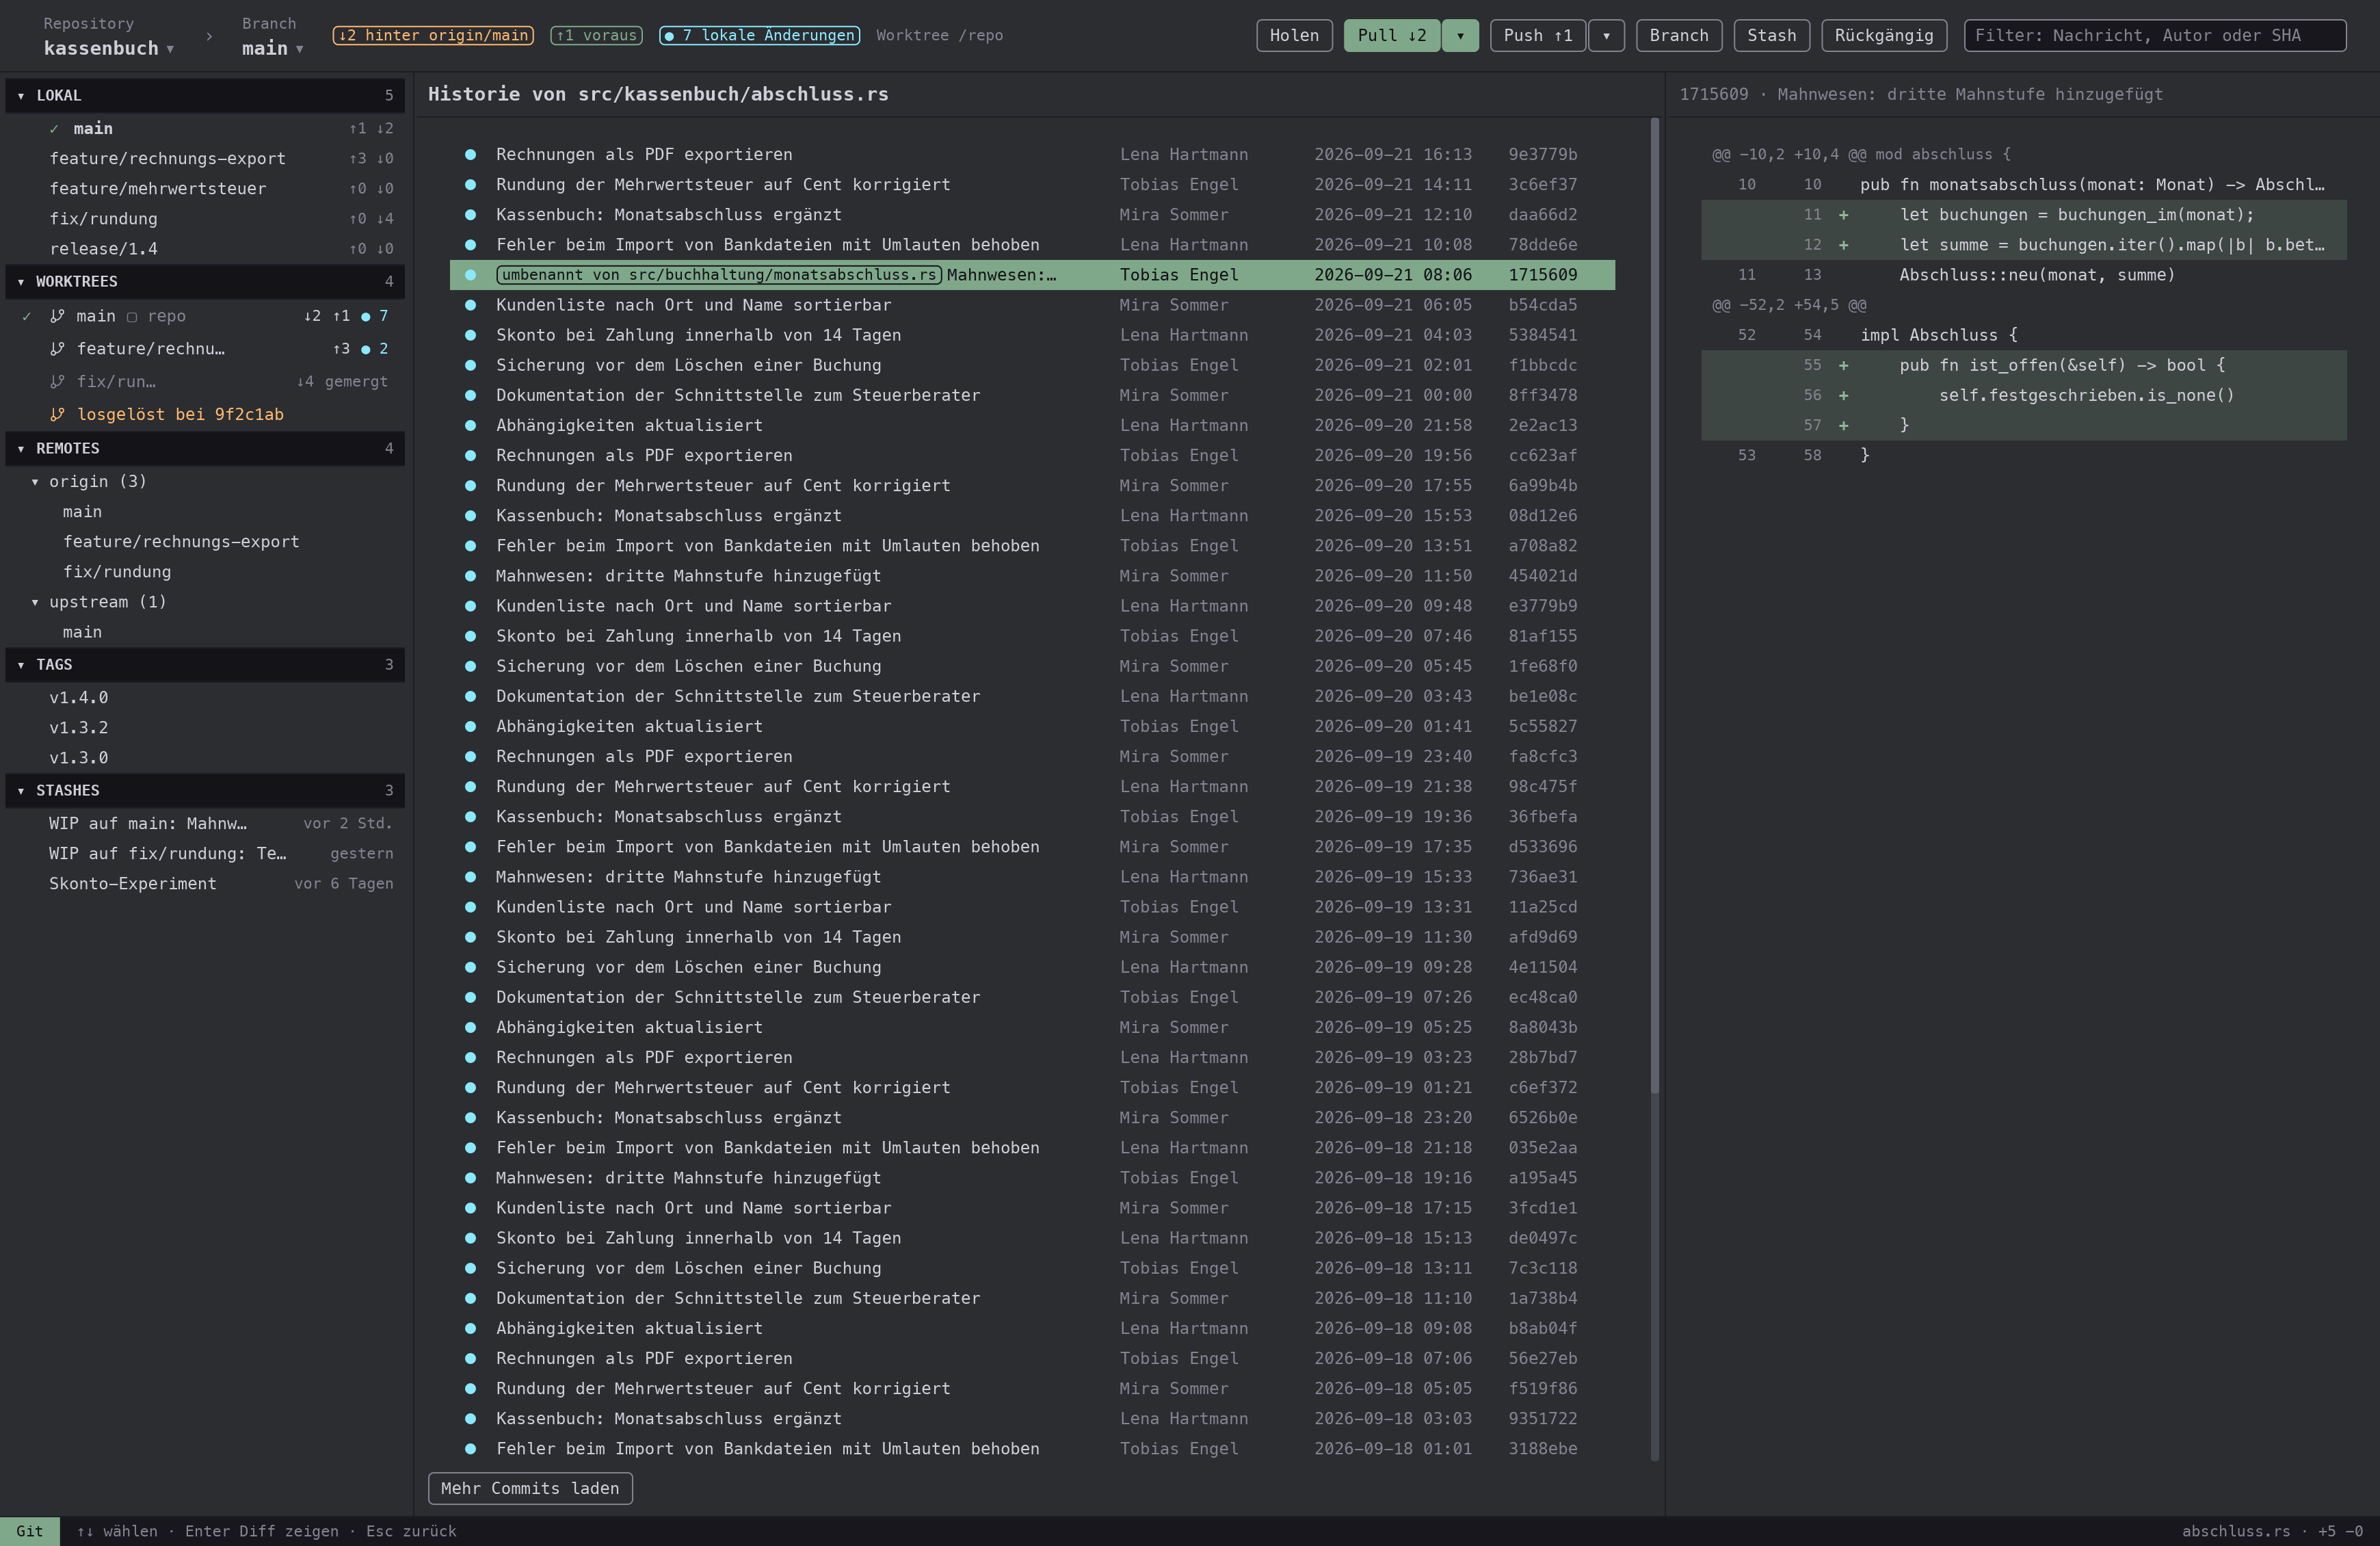 Repository
kassenbuch ▾
›
Branch
main ▾
↓2 hinter origin/main
↑1 voraus
● 7 lokale Änderungen
Worktree /repo
Holen
Pull ↓2 ▾
Push ↑1 ▾
Branch
Stash
Rückgängig
Filter: Nachricht, Autor oder SHA
▾ LOKAL 5
✓ main ↑1 ↓2
feature/rechnungs-export ↑3 ↓0
feature/mehrwertsteuer ↑0 ↓0
fix/rundung ↑0 ↓4
release/1.4 ↑0 ↓0
▾ WORKTREES 4
✓ main ▢ repo ↓2 ↑1 ● 7
feature/rechnu… ↑3 ● 2
fix/run… ↓4 gemergt
losgelöst bei 9f2c1ab
▾ REMOTES 4
▾ origin (3)
main
feature/rechnungs-export
fix/rundung
▾ upstream (1)
main
▾ TAGS 3
v1.4.0
v1.3.2
v1.3.0
▾ STASHES 3
WIP auf main: Mahnw… vor 2 Std.
WIP auf fix/rundung: Te… gestern
Skonto-Experiment vor 6 Tagen
Historie von src/kassenbuch/abschluss.rs
Rechnungen als PDF exportieren Lena Hartmann 2026-09-21 16:13 9e3779b
Rundung der Mehrwertsteuer auf Cent korrigiert Tobias Engel 2026-09-21 14:11 3c6ef37
Kassenbuch: Monatsabschluss ergänzt Mira Sommer 2026-09-21 12:10 daa66d2
Fehler beim Import von Bankdateien mit Umlauten behoben Lena Hartmann 2026-09-21 10:08 78dde6e
umbenannt von src/buchhaltung/monatsabschluss.rs Mahnwesen:… Tobias Engel 2026-09-21 08:06 1715609
Kundenliste nach Ort und Name sortierbar Mira Sommer 2026-09-21 06:05 b54cda5
Skonto bei Zahlung innerhalb von 14 Tagen Lena Hartmann 2026-09-21 04:03 5384541
Sicherung vor dem Löschen einer Buchung Tobias Engel 2026-09-21 02:01 f1bbcdc
Dokumentation der Schnittstelle zum Steuerberater Mira Sommer 2026-09-21 00:00 8ff3478
Abhängigkeiten aktualisiert Lena Hartmann 2026-09-20 21:58 2e2ac13
Rechnungen als PDF exportieren Tobias Engel 2026-09-20 19:56 cc623af
Rundung der Mehrwertsteuer auf Cent korrigiert Mira Sommer 2026-09-20 17:55 6a99b4b
Kassenbuch: Monatsabschluss ergänzt Lena Hartmann 2026-09-20 15:53 08d12e6
Fehler beim Import von Bankdateien mit Umlauten behoben Tobias Engel 2026-09-20 13:51 a708a82
Mahnwesen: dritte Mahnstufe hinzugefügt Mira Sommer 2026-09-20 11:50 454021d
Kundenliste nach Ort und Name sortierbar Lena Hartmann 2026-09-20 09:48 e3779b9
Skonto bei Zahlung innerhalb von 14 Tagen Tobias Engel 2026-09-20 07:46 81af155
Sicherung vor dem Löschen einer Buchung Mira Sommer 2026-09-20 05:45 1fe68f0
Dokumentation der Schnittstelle zum Steuerberater Lena Hartmann 2026-09-20 03:43 be1e08c
Abhängigkeiten aktualisiert Tobias Engel 2026-09-20 01:41 5c55827
Rechnungen als PDF exportieren Mira Sommer 2026-09-19 23:40 fa8cfc3
Rundung der Mehrwertsteuer auf Cent korrigiert Lena Hartmann 2026-09-19 21:38 98c475f
Kassenbuch: Monatsabschluss ergänzt Tobias Engel 2026-09-19 19:36 36fbefa
Fehler beim Import von Bankdateien mit Umlauten behoben Mira Sommer 2026-09-19 17:35 d533696
Mahnwesen: dritte Mahnstufe hinzugefügt Lena Hartmann 2026-09-19 15:33 736ae31
Kundenliste nach Ort und Name sortierbar Tobias Engel 2026-09-19 13:31 11a25cd
Skonto bei Zahlung innerhalb von 14 Tagen Mira Sommer 2026-09-19 11:30 afd9d69
Sicherung vor dem Löschen einer Buchung Lena Hartmann 2026-09-19 09:28 4e11504
Dokumentation der Schnittstelle zum Steuerberater Tobias Engel 2026-09-19 07:26 ec48ca0
Abhängigkeiten aktualisiert Mira Sommer 2026-09-19 05:25 8a8043b
Rechnungen als PDF exportieren Lena Hartmann 2026-09-19 03:23 28b7bd7
Rundung der Mehrwertsteuer auf Cent korrigiert Tobias Engel 2026-09-19 01:21 c6ef372
Kassenbuch: Monatsabschluss ergänzt Mira Sommer 2026-09-18 23:20 6526b0e
Fehler beim Import von Bankdateien mit Umlauten behoben Lena Hartmann 2026-09-18 21:18 035e2aa
Mahnwesen: dritte Mahnstufe hinzugefügt Tobias Engel 2026-09-18 19:16 a195a45
Kundenliste nach Ort und Name sortierbar Mira Sommer 2026-09-18 17:15 3fcd1e1
Skonto bei Zahlung innerhalb von 14 Tagen Lena Hartmann 2026-09-18 15:13 de0497c
Sicherung vor dem Löschen einer Buchung Tobias Engel 2026-09-18 13:11 7c3c118
Dokumentation der Schnittstelle zum Steuerberater Mira Sommer 2026-09-18 11:10 1a738b4
Abhängigkeiten aktualisiert Lena Hartmann 2026-09-18 09:08 b8ab04f
Rechnungen als PDF exportieren Tobias Engel 2026-09-18 07:06 56e27eb
Rundung der Mehrwertsteuer auf Cent korrigiert Mira Sommer 2026-09-18 05:05 f519f86
Kassenbuch: Monatsabschluss ergänzt Lena Hartmann 2026-09-18 03:03 9351722
Fehler beim Import von Bankdateien mit Umlauten behoben Tobias Engel 2026-09-18 01:01 3188ebe
Mehr Commits laden
1715609 · Mahnwesen: dritte Mahnstufe hinzugefügt
@@ -10,2 +10,4 @@ mod abschluss {
10 10 pub fn monatsabschluss(monat: Monat) -> Abschl…
11 + let buchungen = buchungen_im(monat);
12 + let summe = buchungen.iter().map(|b| b.bet…
11 13 Abschluss::neu(monat, summe)
@@ -52,2 +54,5 @@
52 54 impl Abschluss {
55 + pub fn ist_offen(&self) -> bool {
56 + self.festgeschrieben.is_none()
57 + }
53 58 }
Git
↑↓ wählen · Enter Diff zeigen · Esc zurück
abschluss.rs · +5 -0